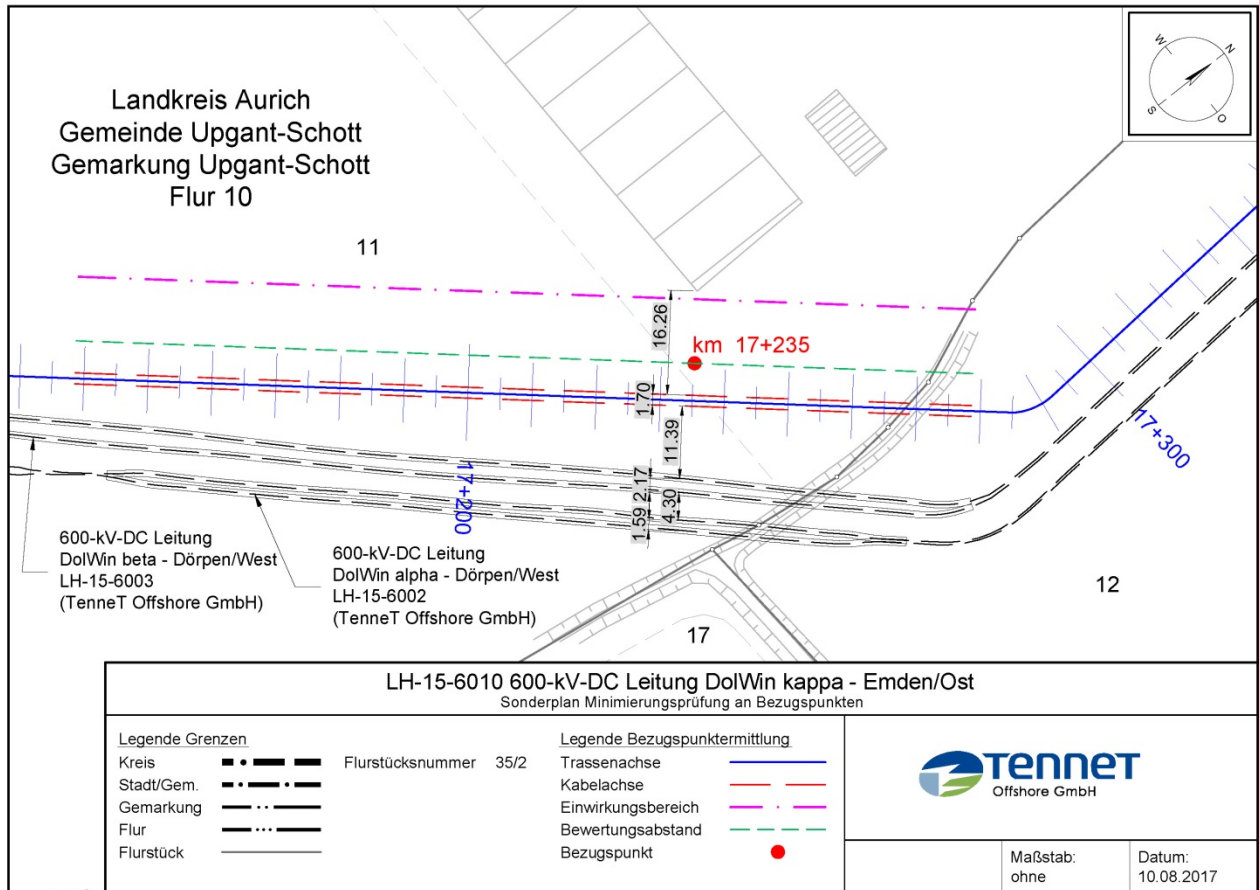 Landkreis Aurich
Gemeinde Upgant-Schott
Gemarkung Upgant-Schott
Flur 10
W
N
S
O
11
16.26
km 17+235
1.70
11.39
17+200
2.17
4.30
1.59
17+300
600-kV-DC Leitung
DolWin beta - Dörpen/West
LH-15-6003
(TenneT Offshore GmbH)
600-kV-DC Leitung
DolWin alpha - Dörpen/West
LH-15-6002
(TenneT Offshore GmbH)
12
17
LH-15-6010 600-kV-DC Leitung DolWin kappa - Emden/Ost
Sonderplan Minimierungsprüfung an Bezugspunkten
Legende Grenzen
Kreis
Stadt/Gem.
Gemarkung
Flur
Flurstück
Flurstücksnummer 35/2
Legende Bezugspunktermittlung
Trassenachse
Kabelachse
Einwirkungsbereich
Bewertungsabstand
Bezugspunkt
TenneT
Offshore GmbH
Maßstab:
ohne
Datum:
10.08.2017